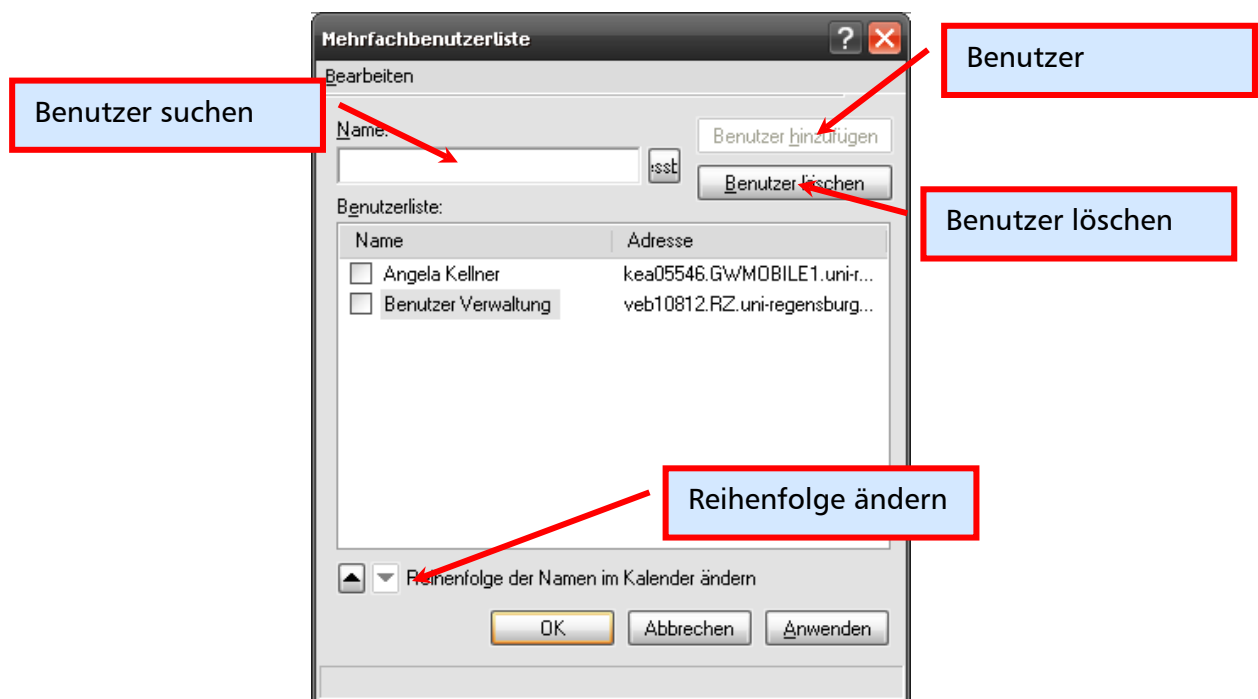 Mehrfachbenutzerliste
Benutzer
Bearbeiten
Benutzer suchen
Name:
Benutzer hinzufügen
Benutzer löschen
Benutzer löschen
Benutzerliste:
Name Adresse
Angela Kellner kea05546.GWMOBILE1.uni-r...
Benutzer Verwaltung veb10812.RZ.uni-regensburg...
Reihenfolge ändern
Reihenfolge der Namen im Kalender ändern
OK Abbrechen Anwenden